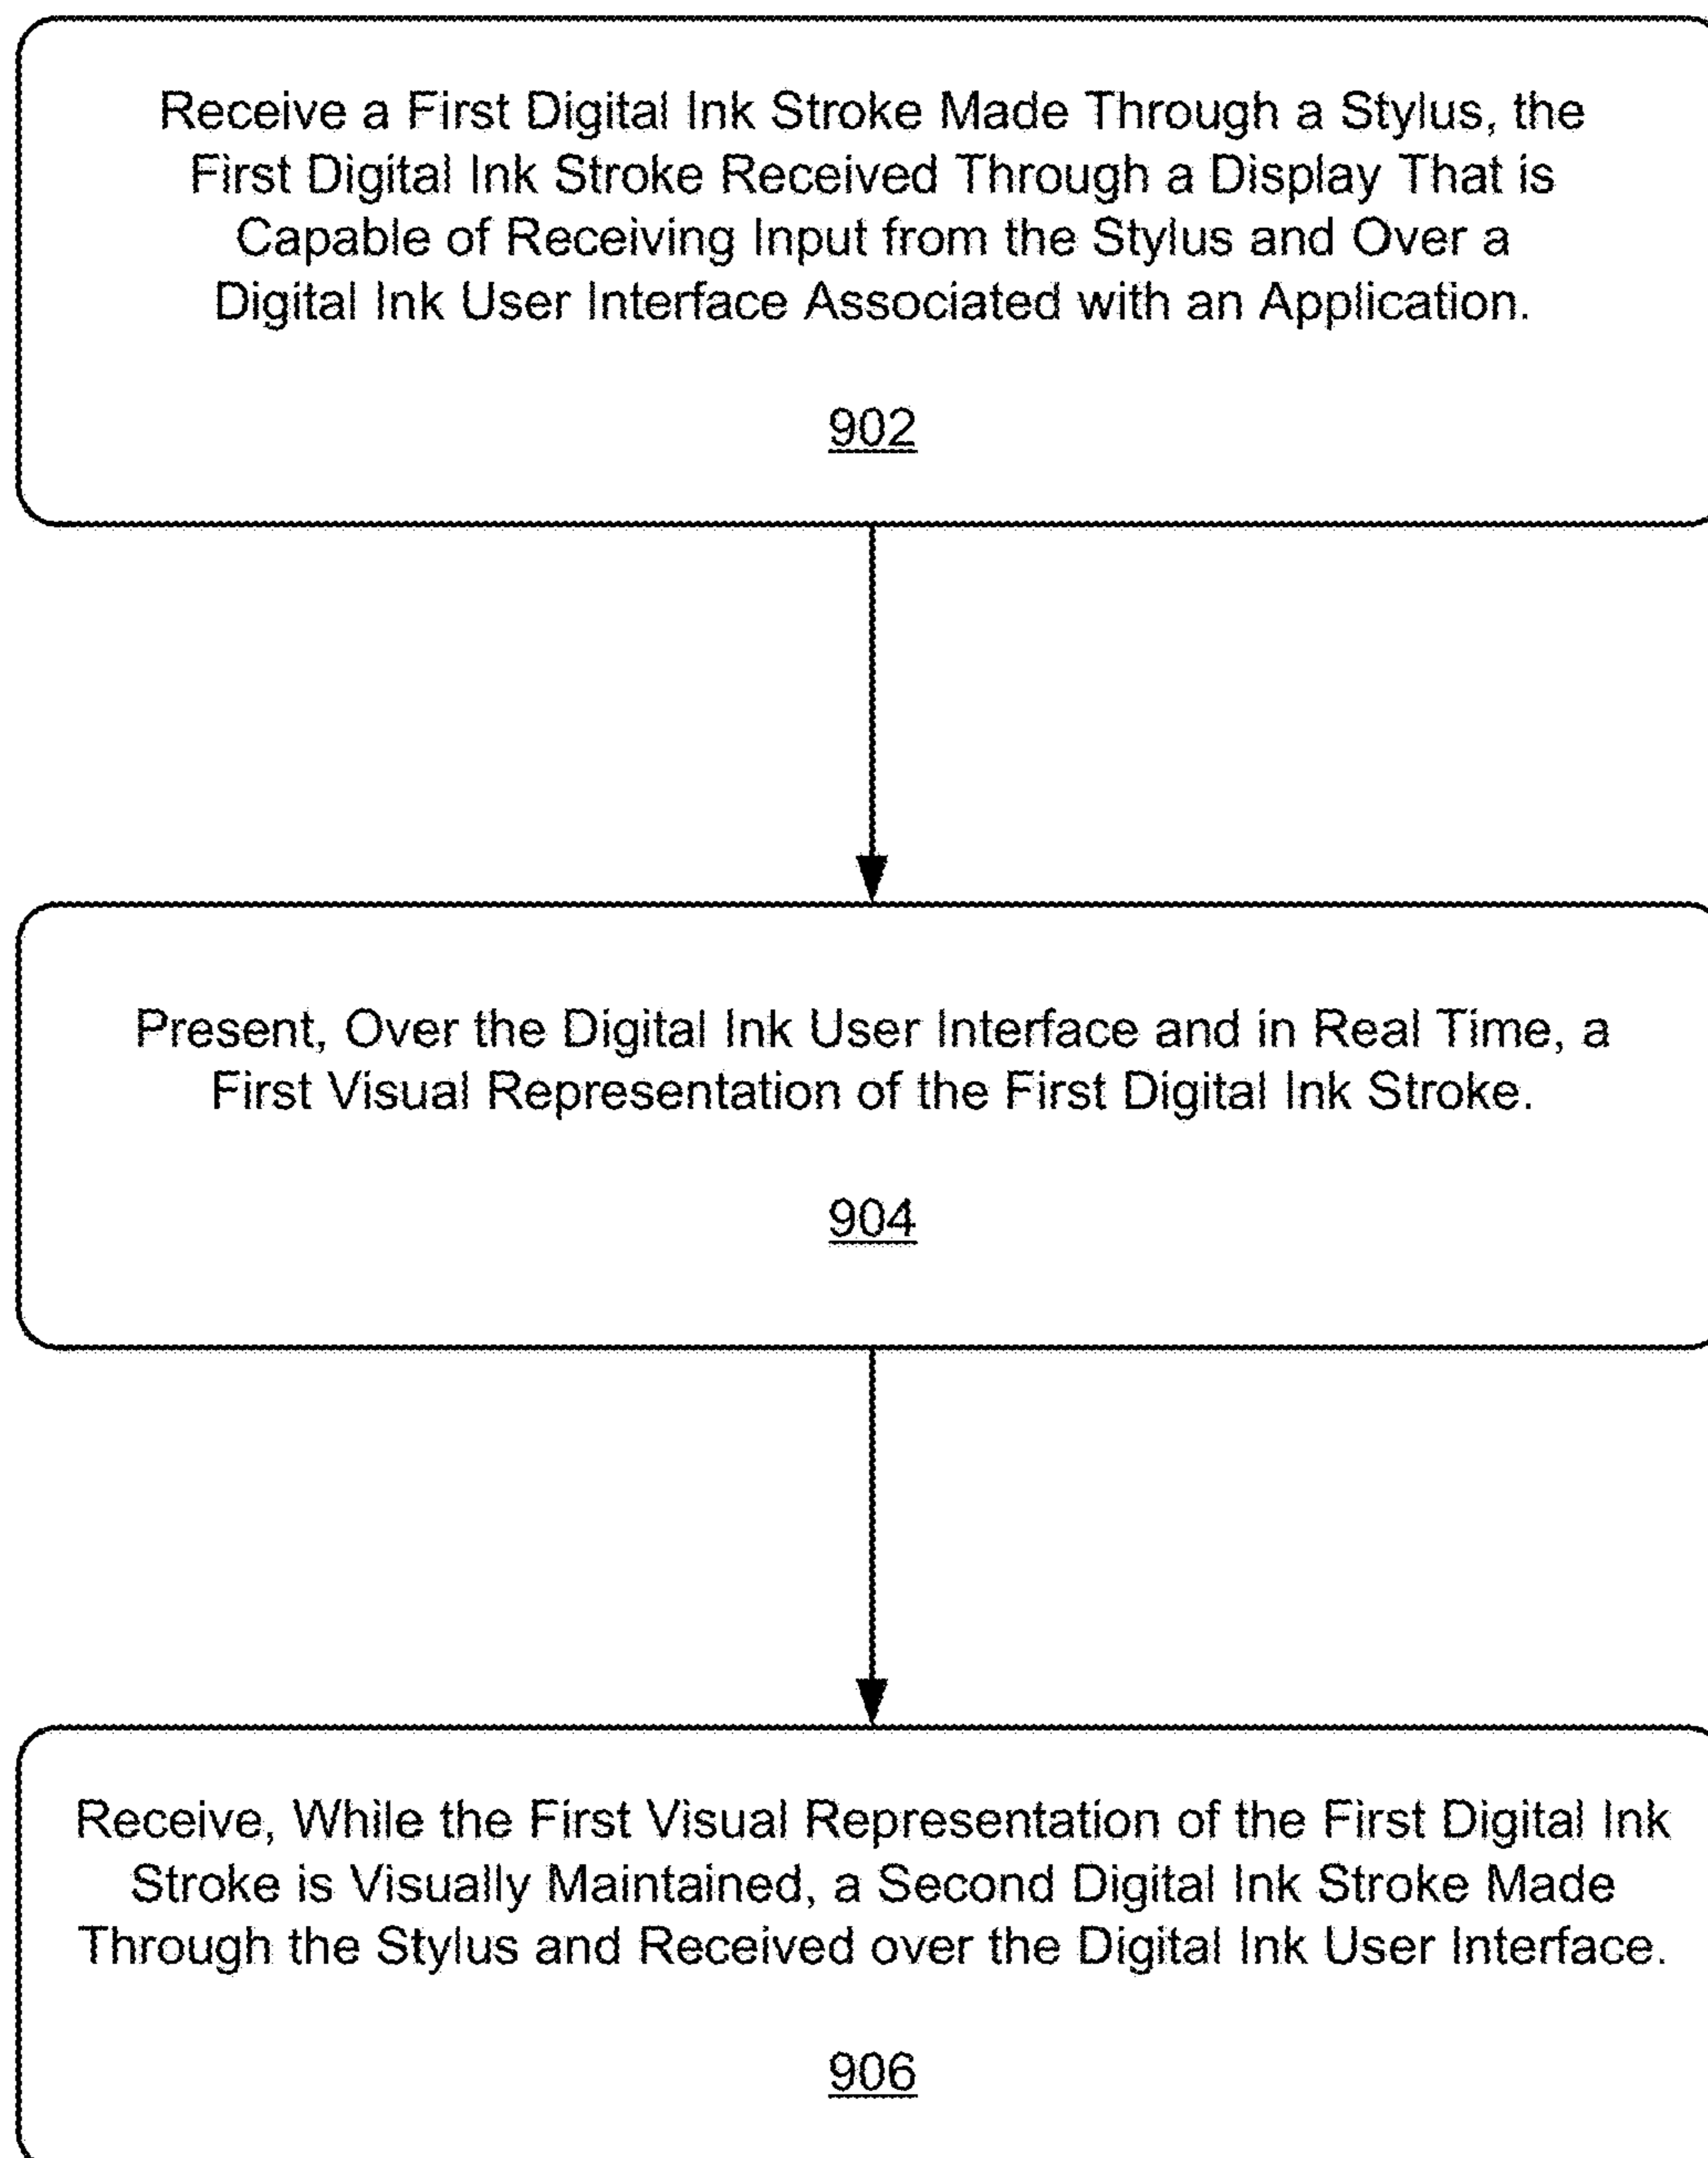 Receive a First Digital Ink Stroke Made Through a Stylus, the
First Digital Ink Stroke Received Through a Display That is
Capable of Receiving Input from the Stylus and Over a
Digital Ink User Interface Associated with an Application.
902
Present, Over the Digital Ink User Interface and in Real Time, a
First Visual Representation of the First Digital Ink Stroke.
904
Receive, While the First Visual Representation of the First Digital Ink
Stroke is Visually Maintained, a Second Digital Ink Stroke Made
Through the Stylus and Received over the Digital Ink User Interface.
906